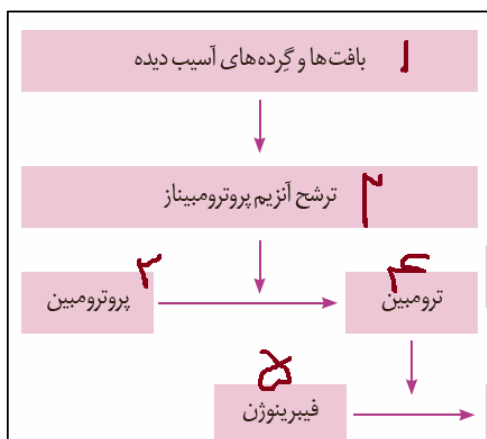 ۱ بافت‌ها و گِرده‌های آسیب دیده
۲ ترشح آنزیم پروترومبیناز
۳
پروترومبین
۴
ترومبین
۵
فیبرینوژن